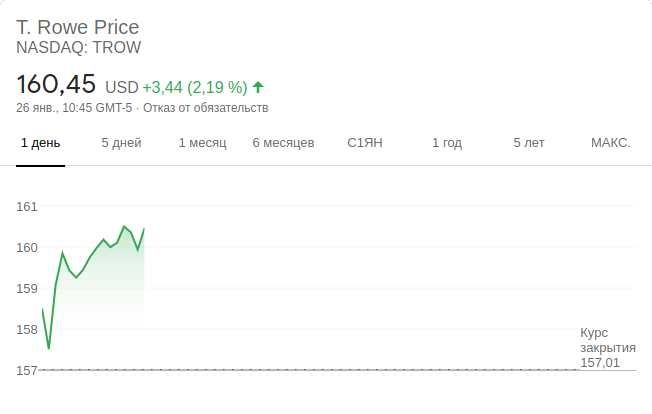 T. Rowe Price
NASDAQ: TROW
160,45 USD +3,44 (2,19 %)
26 янв., 10:45 GMT-5 · Отказ от обязательств
1 день 5 дней 1 месяц 6 месяцев С1ЯН 1 год 5 лет МАКС.
161
160
159
158
157
Курс
закрытия
157,01